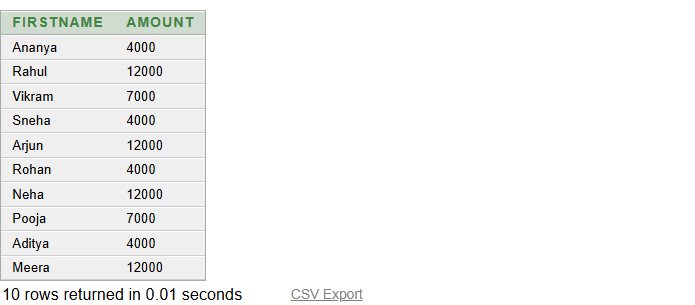 FIRSTNAME AMOUNT
Ananya 4000
Rahul 12000
Vikram 7000
Sneha 4000
Arjun 12000
Rohan 4000
Neha 12000
Pooja 7000
Aditya 4000
Meera 12000
10 rows returned in 0.01 seconds CSV Export